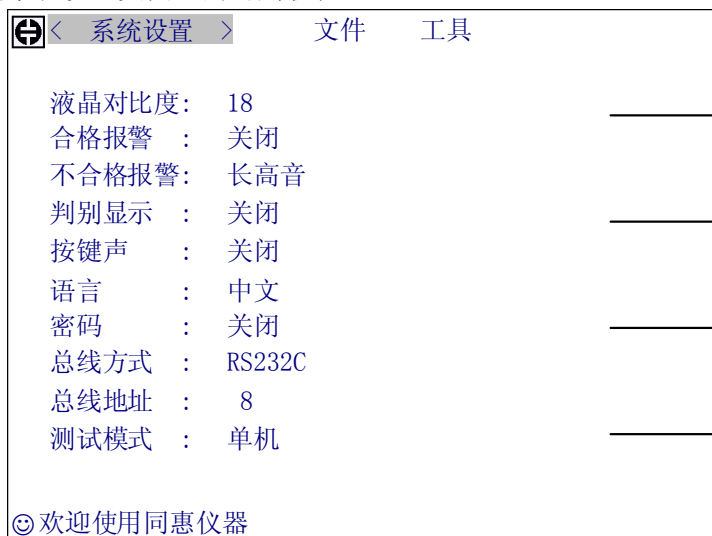 < 系统设置 > 文件 工具
液晶对比度: 18
合格报警 : 关闭
不合格报警: 长高音
判别显示 : 关闭
按键声 : 关闭
语言 : 中文
密码 : 关闭
总线方式 : RS232C
总线地址 : 8
测试模式 : 单机
☺欢迎使用同惠仪器